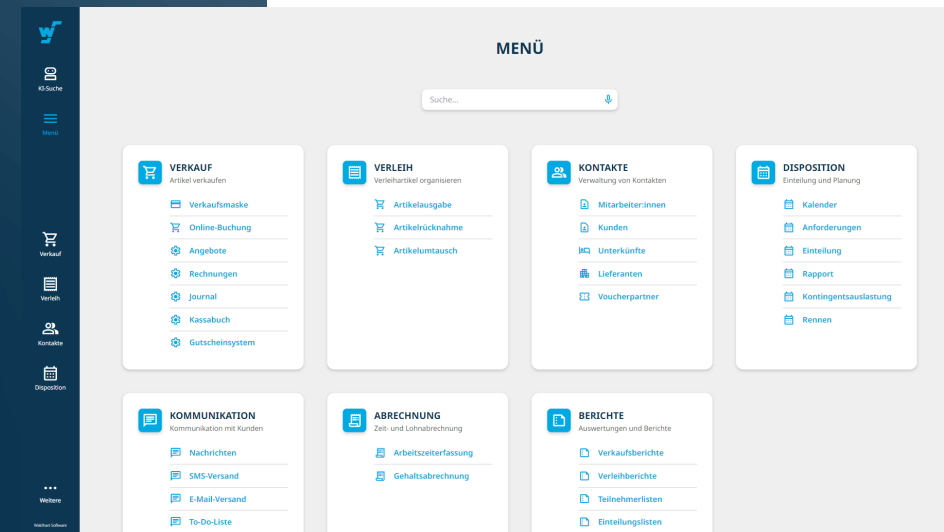 KI-Suche
Menü
Verkauf
Verleih
Kontakte
Disposition
Weitere
Waldhart Software
MENÜ
Suche...
VERKAUF
Artikel verkaufen
Verkaufsmaske
Online-Buchung
Angebote
Rechnungen
Journal
Kassabuch
Gutscheinsystem
VERLEIH
Verleihartikel organisieren
Artikelausgabe
Artikelrücknahme
Artikelumtausch
KONTAKTE
Verwaltung von Kontakten
Mitarbeiter:innen
Kunden
Unterkünfte
Lieferanten
Voucherpartner
DISPOSITION
Einteilung und Planung
Kalender
Anforderungen
Einteilung
Rapport
Kontingentsauslastung
Rennen
KOMMUNIKATION
Kommunikation mit Kunden
Nachrichten
SMS-Versand
E-Mail-Versand
To-Do-Liste
ABRECHNUNG
Zeit- und Lohnabrechnung
Arbeitszeiterfassung
Gehaltsabrechnung
BERICHTE
Auswertungen und Berichte
Verkaufsberichte
Verleihberichte
Teilnehmerlisten
Einteilungslisten